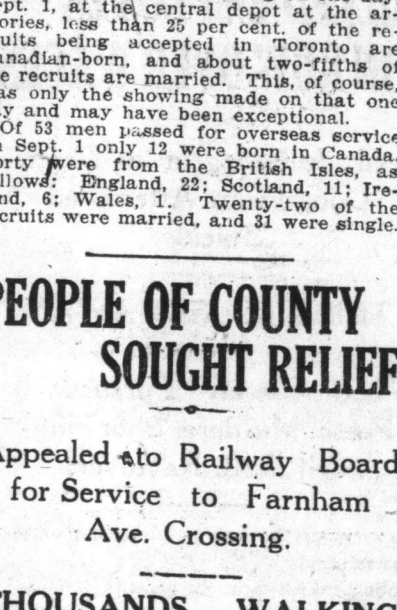 ept. 1, at the central depot at the ar-
ories, less than 25 per cent. of the re-
uits being accepted in Toronto are
anadian-born, and about two-fifths of
e recruits are married. This, of course,
as only the showing made on that one
y and may have been exceptional.
Of 53 men passed for overseas service
n Sept. 1 only 12 were born in Canada.
orty were from the British Isles, as
llows: England, 22; Scotland, 11; Ire-
nd, 6; Wales, 1. Twenty-two of the
cruits were married, and 31 were single.
PEOPLE OF COUNTY
SOUGHT RELIEF
Appealed to Railway Board
for Service to Farnham
Ave. Crossing.
THOUSANDS WALKING